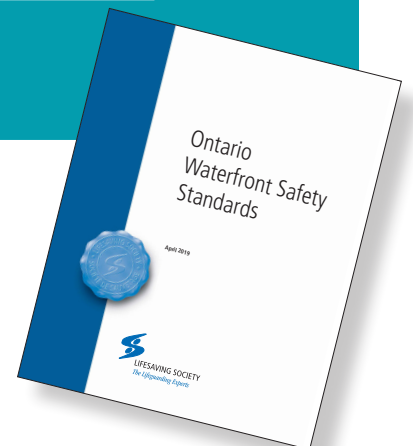 Ontario
Waterfront Safety
Standards
April 2019
LIFESAVING SOCIETY
The Lifeguarding Experts